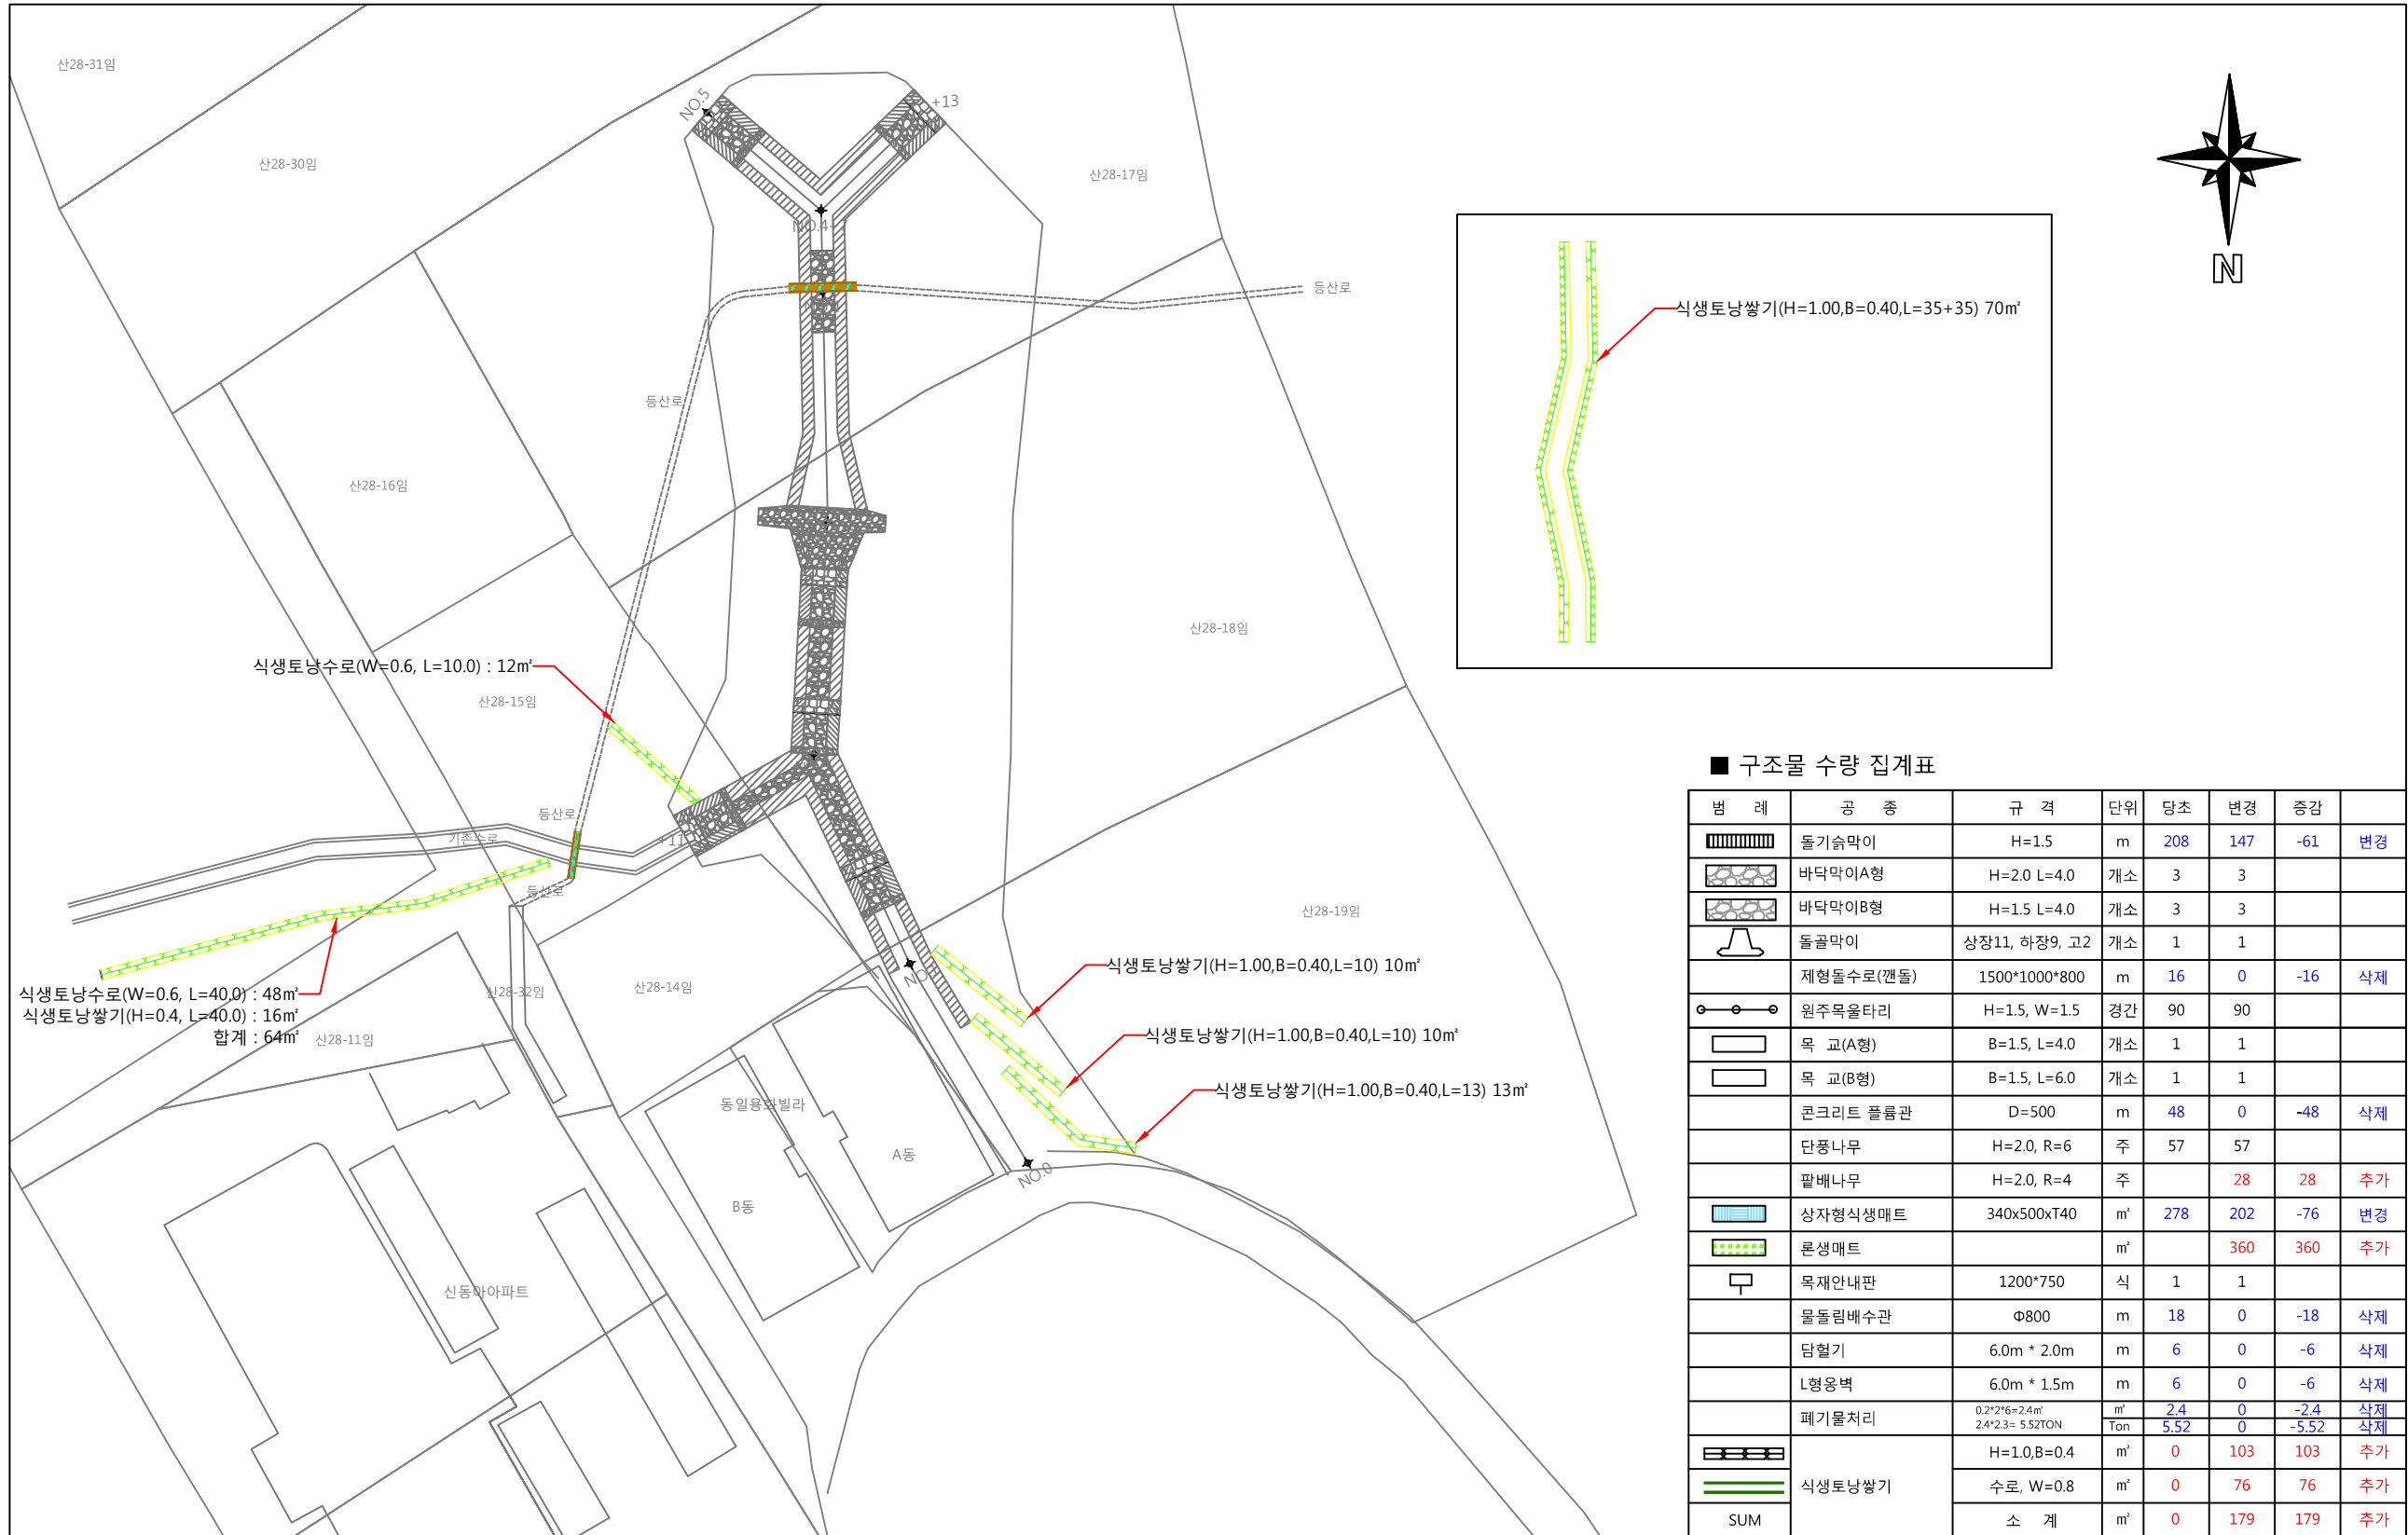 산28-31임
NO.5
+13
산28-30임
산28-17임
NO.4+
N
등산로
식생토낭쌓기(H=1.00,B=0.40,L=35+35) 70㎡
등산로
산28-16임
산28-18임
식생토낭수로(W=0.6, L=10.0) : 12㎡
산28-15임
등산로
기존수로
+11
등산로
산28-19임
식생토낭쌓기(H=1.00,B=0.40,L=10) 10㎡
산28-32임
산28-14임
식생토낭수로(W=0.6, L=40.0) : 48㎡
식생토낭쌓기(H=0.4, L=40.0) : 16㎡
합계 : 64㎡
산28-11임
식생토낭쌓기(H=1.00,B=0.40,L=10) 10㎡
식생토낭쌓기(H=1.00,B=0.40,L=13) 13㎡
동일용화빌라
A동
NO.0
B동
신동아아파트
■ 구조물 수량 집계표
범 례 공 종 규 격 단위 당초 변경 증감
돌기슭막이 H=1.5 m 208 147 -61 변경
바닥막이A형 H=2.0 L=4.0 개소 3 3
바닥막이B형 H=1.5 L=4.0 개소 3 3
돌골막이 상장11, 하장9, 고2 개소 1 1
제형돌수로(깬돌) 1500*1000*800 m 16 0 -16 삭제
원주목울타리 H=1.5, W=1.5 경간 90 90
목 교(A형) B=1.5, L=4.0 개소 1 1
목 교(B형) B=1.5, L=6.0 개소 1 1
콘크리트 플륨관 D=500 m 48 0 -48 삭제
단풍나무 H=2.0, R=6 주 57 57
팥배나무 H=2.0, R=4 주 28 28 추가
상자형식생매트 340x500xT40 ㎡ 278 202 -76 변경
론생매트 ㎡ 360 360 추가
목재안내판 1200*750 식 1 1
물돌림배수관 Φ800 m 18 0 -18 삭제
담헐기 6.0m * 2.0m m 6 0 -6 삭제
L형옹벽 6.0m * 1.5m m 6 0 -6 삭제
폐기물처리 0.2*2*6=2.4㎥ ㎥ 2.4 0 -2.4 삭제
2.4*2.3= 5.52TON Ton 5.52 0 -5.52 삭제
H=1.0,B=0.4 ㎡ 0 103 103 추가
식생토낭쌓기 수로, W=0.8 ㎡ 0 76 76 추가
SUM 소 계 ㎡ 0 179 179 추가